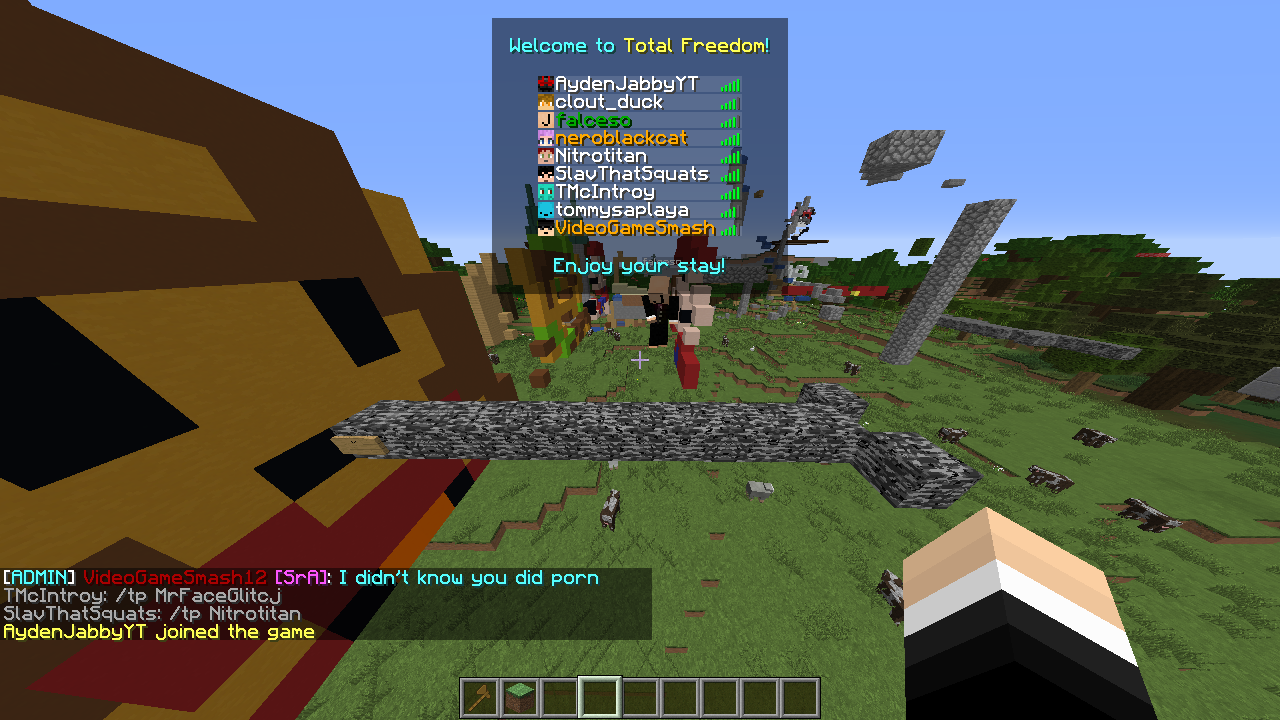 Welcome to Total Freedom!
AydenJabbyYT
clout_duck
falceso
neroblackcat
Nitrotitan
SlavThatSquats
TMcIntroy
tommysaplaya
VideoGameSmash
Enjoy your stay!
[ADMIN] VideoGameSmash12 [SrA]: I didn't know you did porn
TMcIntroy: /tp MrFaceGlitcj
SlavThatSquats: /tp Nitrotitan
AydenJabbyYT joined the game